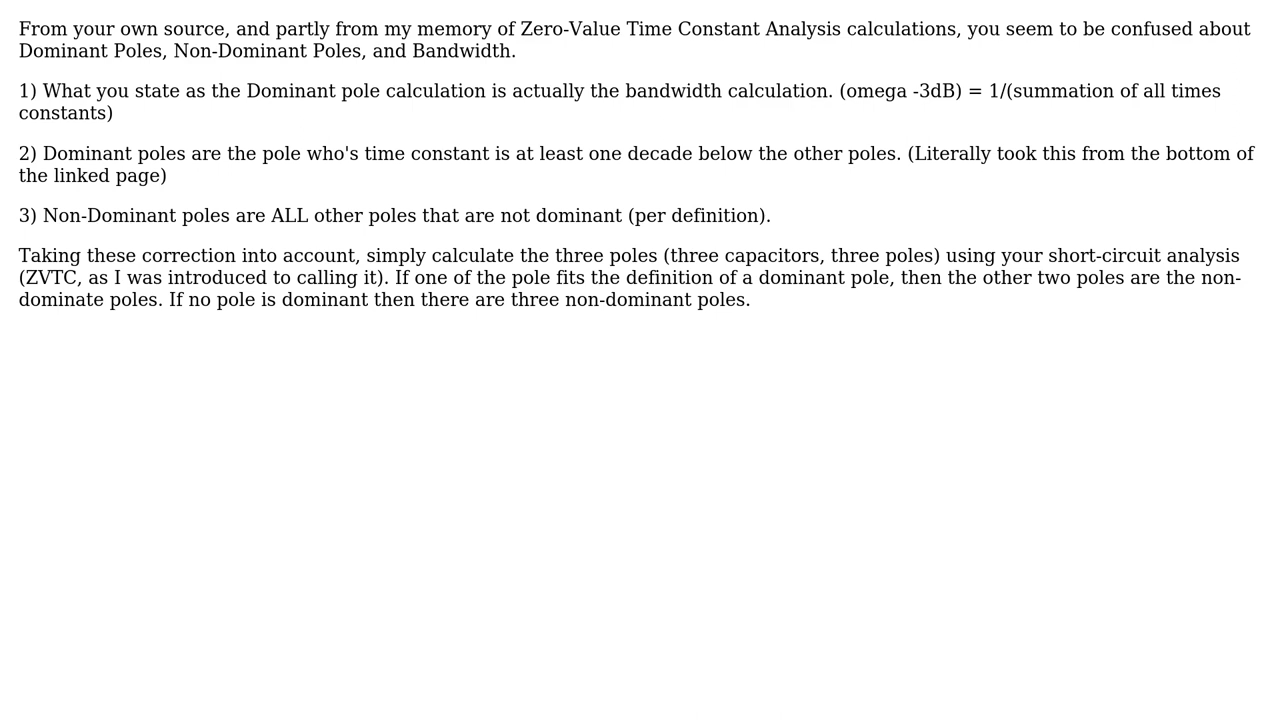 From your own source, and partly from my memory of Zero-Value Time Constant Analysis calculations, you seem to be confused about
Dominant Poles, Non-Dominant Poles, and Bandwidth.
1) What you state as the Dominant pole calculation is actually the bandwidth calculation. (omega -3dB) = 1/(summation of all times
constants)
2) Dominant poles are the pole who's time constant is at least one decade below the other poles. (Literally took this from the bottom of
the linked page)
3) Non-Dominant poles are ALL other poles that are not dominant (per definition).
Taking these correction into account, simply calculate the three poles (three capacitors, three poles) using your short-circuit analysis
(ZVTC, as I was introduced to calling it). If one of the pole fits the definition of a dominant pole, then the other two poles are the non-
dominate poles. If no pole is dominant then there are three non-dominant poles.